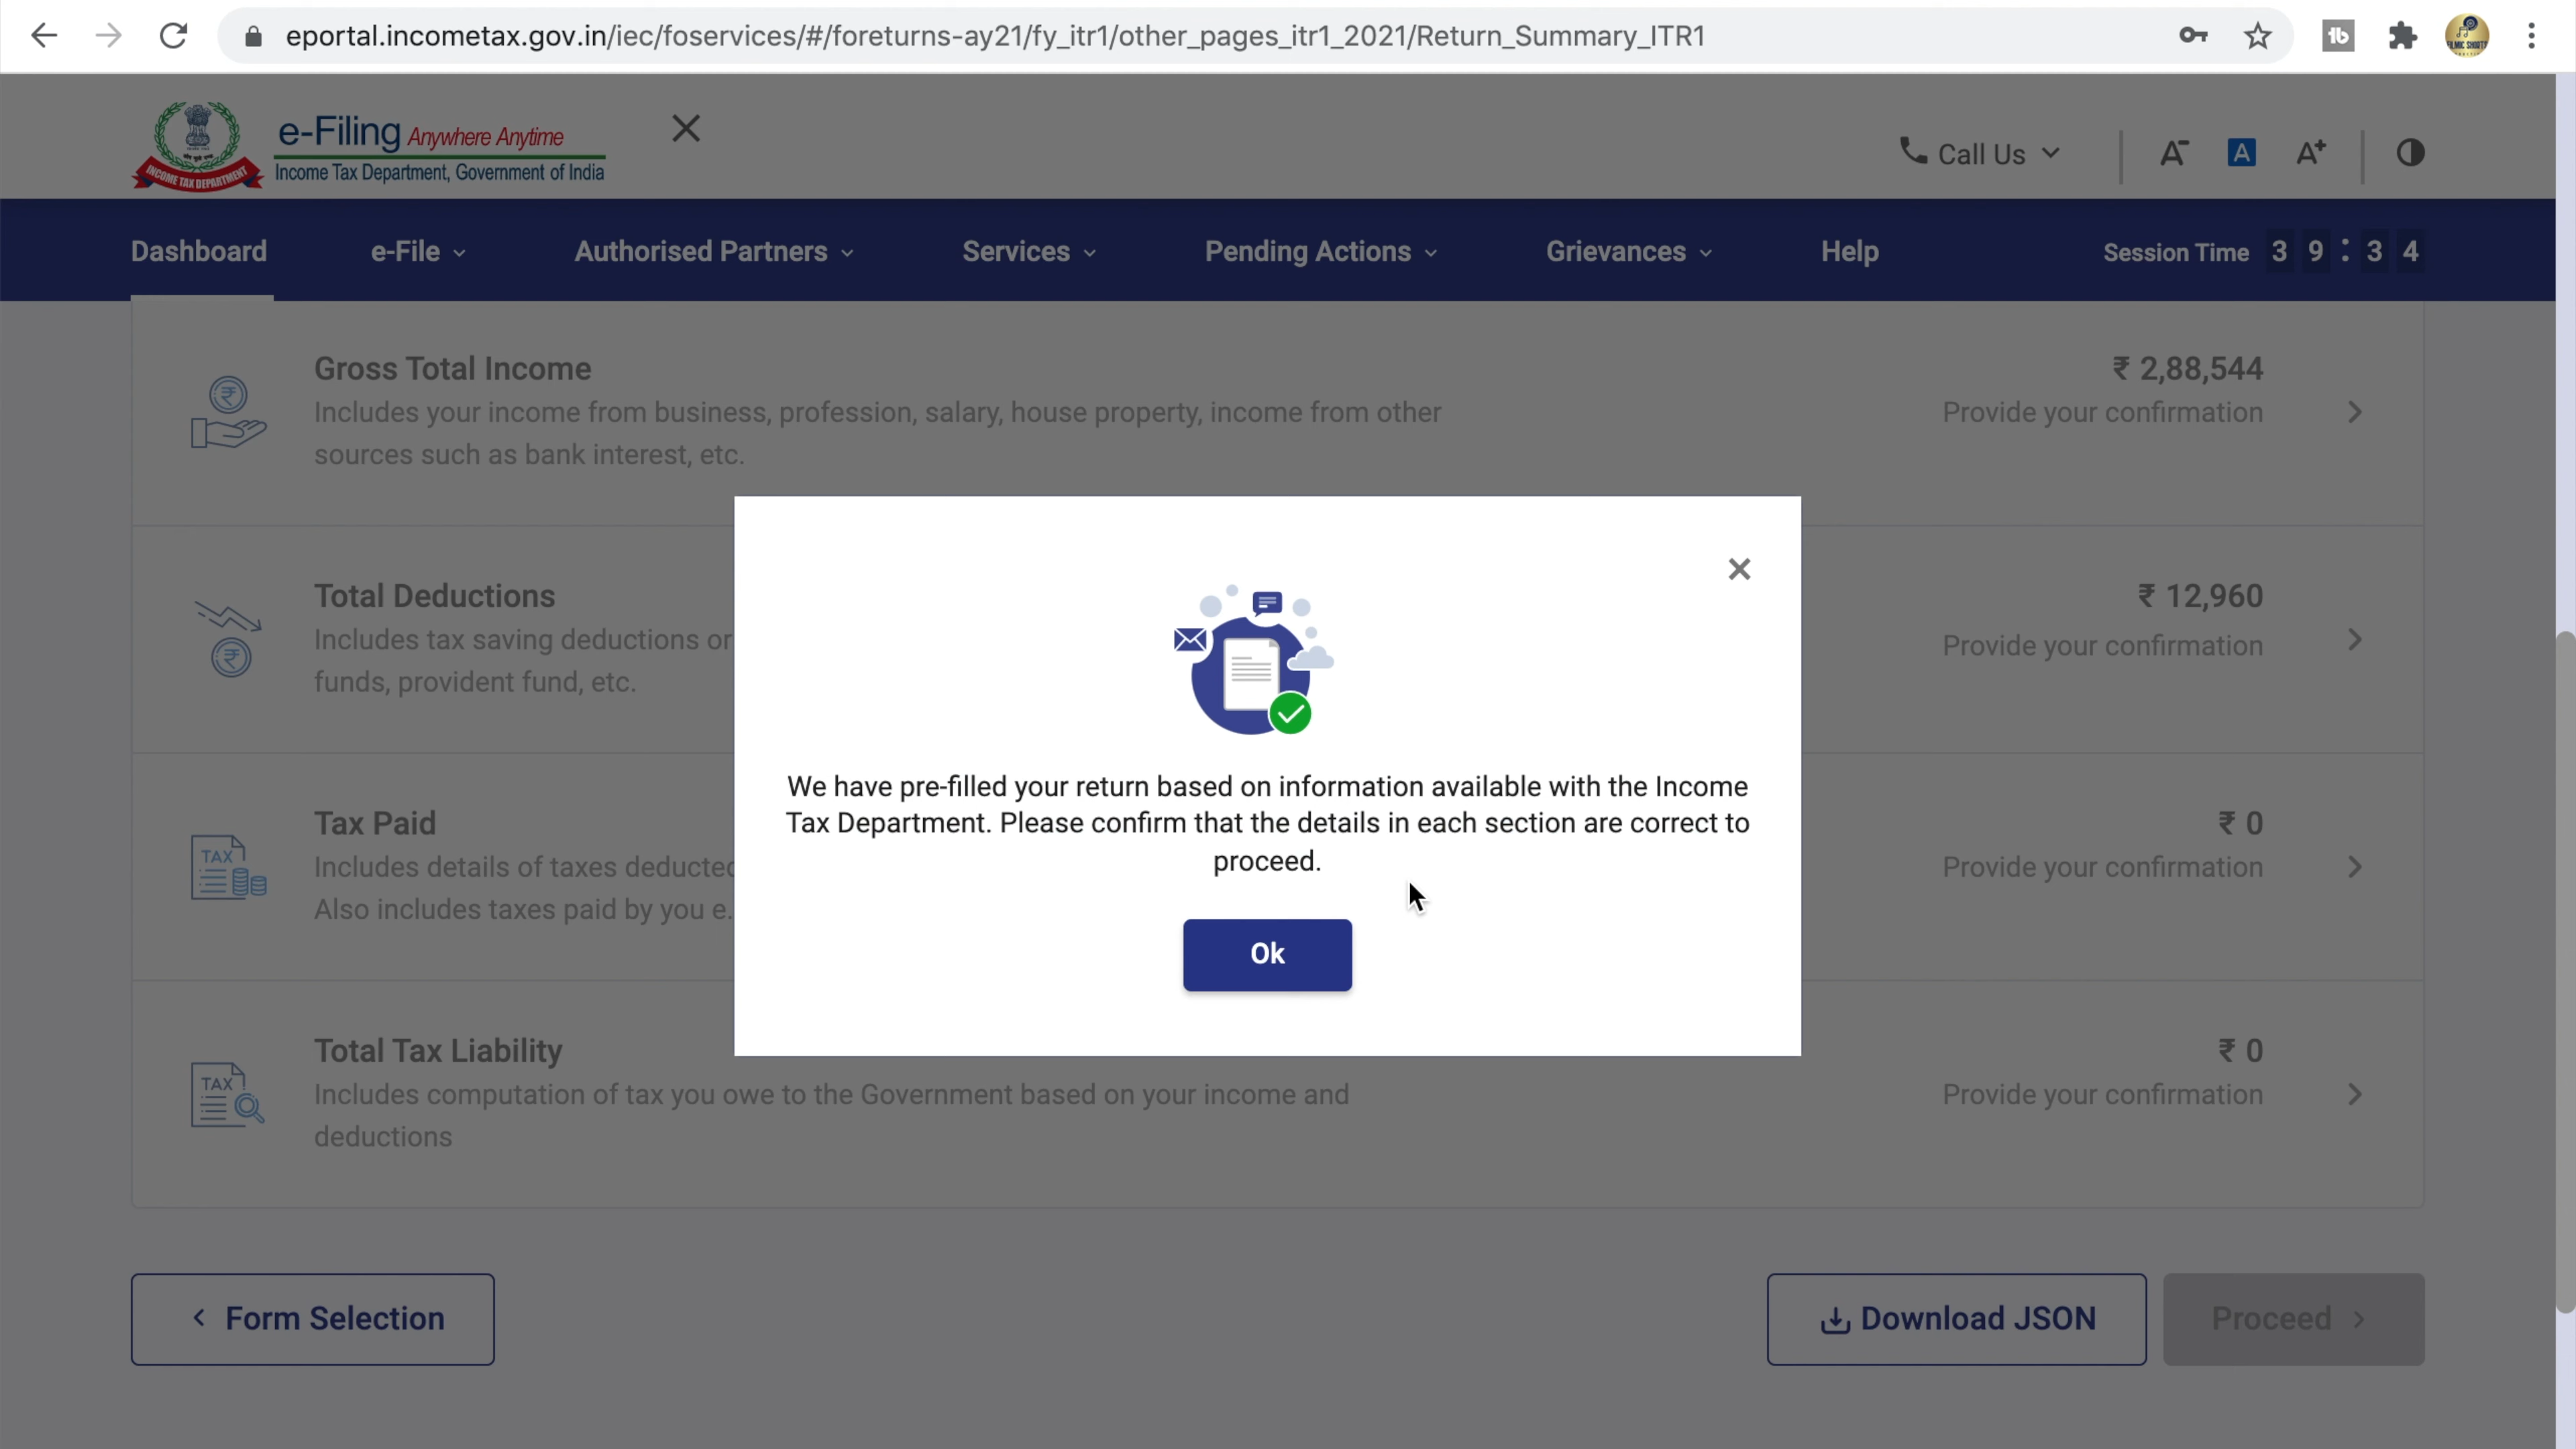 eportal.incometax.gov.in/iec/foservices/#/foreturns-ay21/fy_itr1/other_pages_itr1_2021/Return_Summary_ITR1
e-Filing Anywhere Anytime
Income Tax Department, Government of India
INCOME TAX DEPARTMENT
Call Us
A-
A
A+
Dashboard
e-File
Authorised Partners
Services
Pending Actions
Grievances
Help
Session Time 39:34
Gross Total Income
₹ 2,88,544
Includes your income from business, profession, salary, house property, income from other
Provide your confirmation
sources such as bank interest, etc.
Total Deductions
₹ 12,960
Includes tax saving deductions or
Provide your confirmation
funds, provident fund, etc.
Tax Paid
₹ 0
TAX
Includes details of taxes deducted
Provide your confirmation
Also includes taxes paid by you e.
We have pre-filled your return based on information available with the Income
Tax Department. Please confirm that the details in each section are correct to
proceed.
Ok
Total Tax Liability
₹ 0
TAX
Includes computation of tax you owe to the Government based on your income and
Provide your confirmation
deductions
Form Selection
Download JSON
Proceed